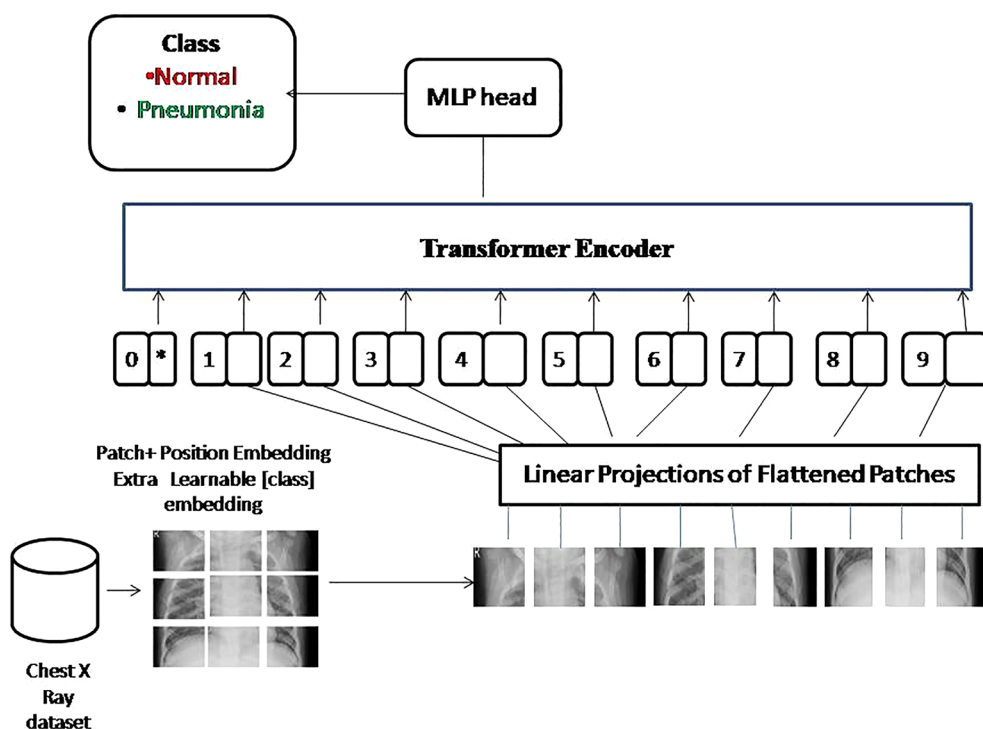 Class
•Normal
• Pneumonia
MLP head
Transformer Encoder
0 * 1 2 3 4 5 6 7 8 9
Patch+ Position Embedding
Extra Learnable [class]
embedding
Linear Projections of Flattened Patches
R
R
Chest X
Ray
dataset